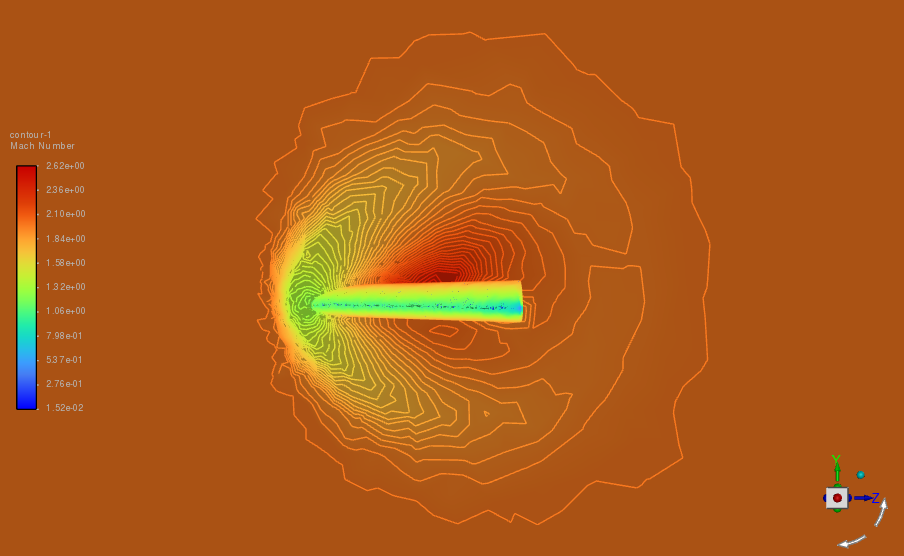 contour-1
Mach Number
2.62e+00
2.36e+00
2.10e+00
1.84e+00
1.58e+00
1.32e+00
1.06e+00
7.98e-01
5.37e-01
2.76e-01
1.52e-02
Y
Z